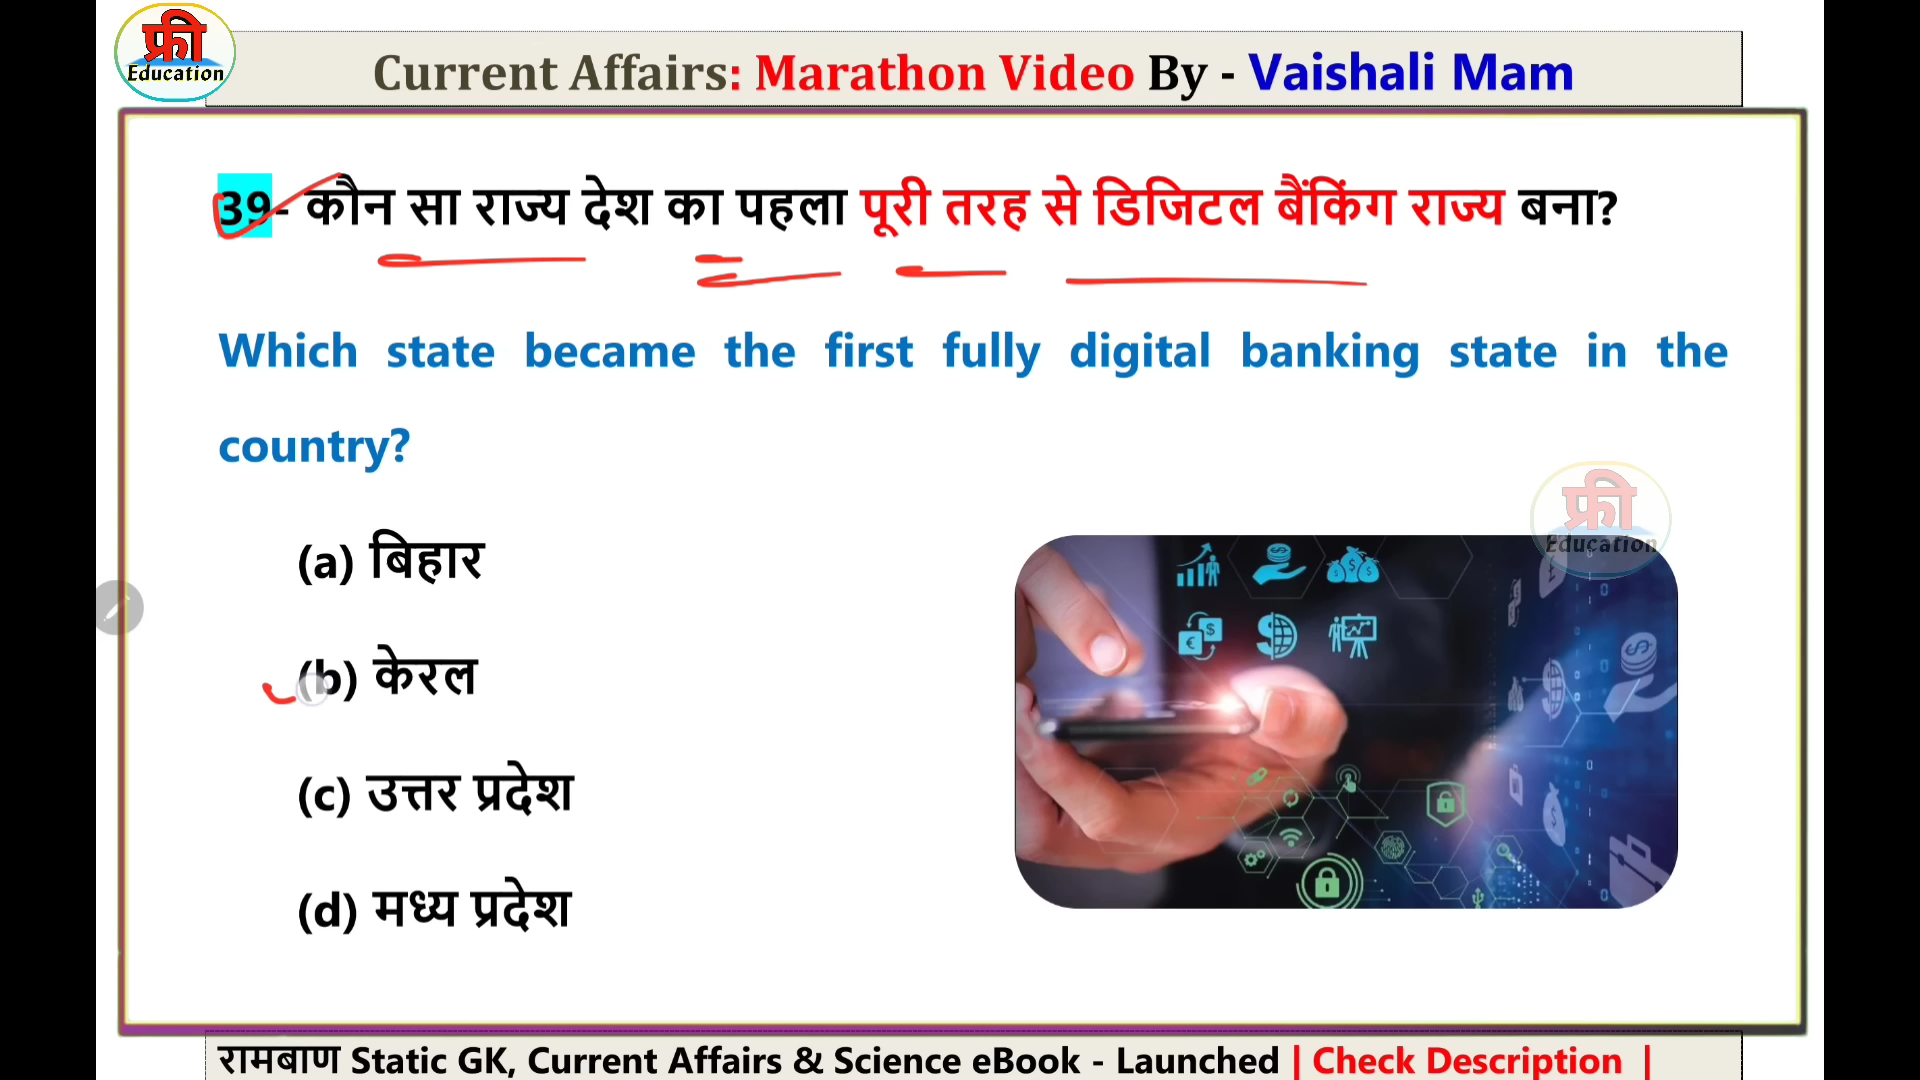 फ्री
Education
Current Affairs: Marathon Video By - Vaishali Mam
39- कौन सा राज्य देश का पहला पूरी तरह से डिजिटल बैंकिंग राज्य बना?
Which state became the first fully digital banking state in the
country?
फ्री
Education
(a) बिहार
(b) केरल
(c) उत्तर प्रदेश
(d) मध्य प्रदेश
रामबाण Static GK, Current Affairs & Science eBook - Launched | Check Description |